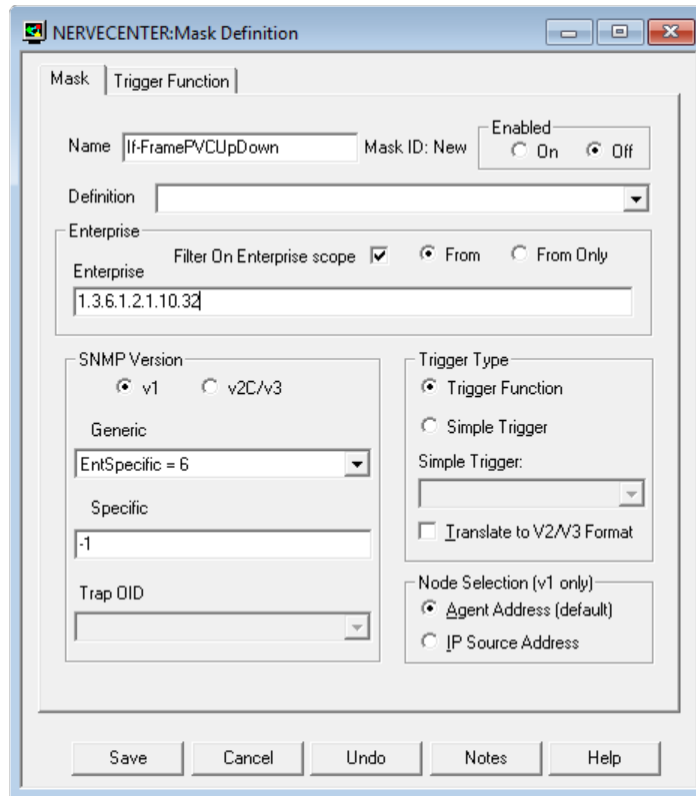 NERVECENTER:Mask Definition
Mask
Trigger Function
Name
If-FramePVCUpDown
Mask ID: New
Enabled
On
Off
Definition
Enterprise
Filter On Enterprise scope
From
From Only
Enterprise
1.3.6.1.2.1.10.32
SNMP Version
v1
v2C/v3
Generic
EntSpecific = 6
Specific
-1
Trap OID
Trigger Type
Trigger Function
Simple Trigger
Simple Trigger:
Translate to V2/V3 Format
Node Selection (v1 only)
Agent Address (default)
IP Source Address
Save
Cancel
Undo
Notes
Help